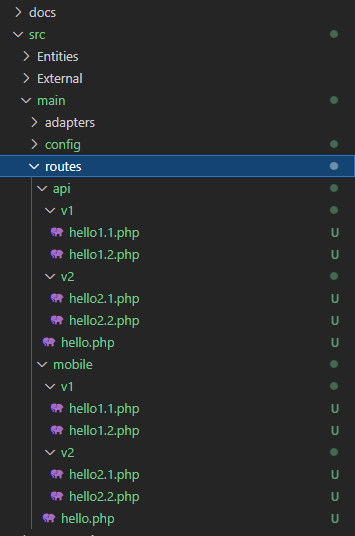 docs
src
Entities
External
main
adapters
config
routes
api
v1
hello1.1.php U
hello1.2.php U
v2
hello2.1.php U
hello2.2.php U
hello.php U
mobile
v1
hello1.1.php U
hello1.2.php U
v2
hello2.1.php U
hello2.2.php U
hello.php U